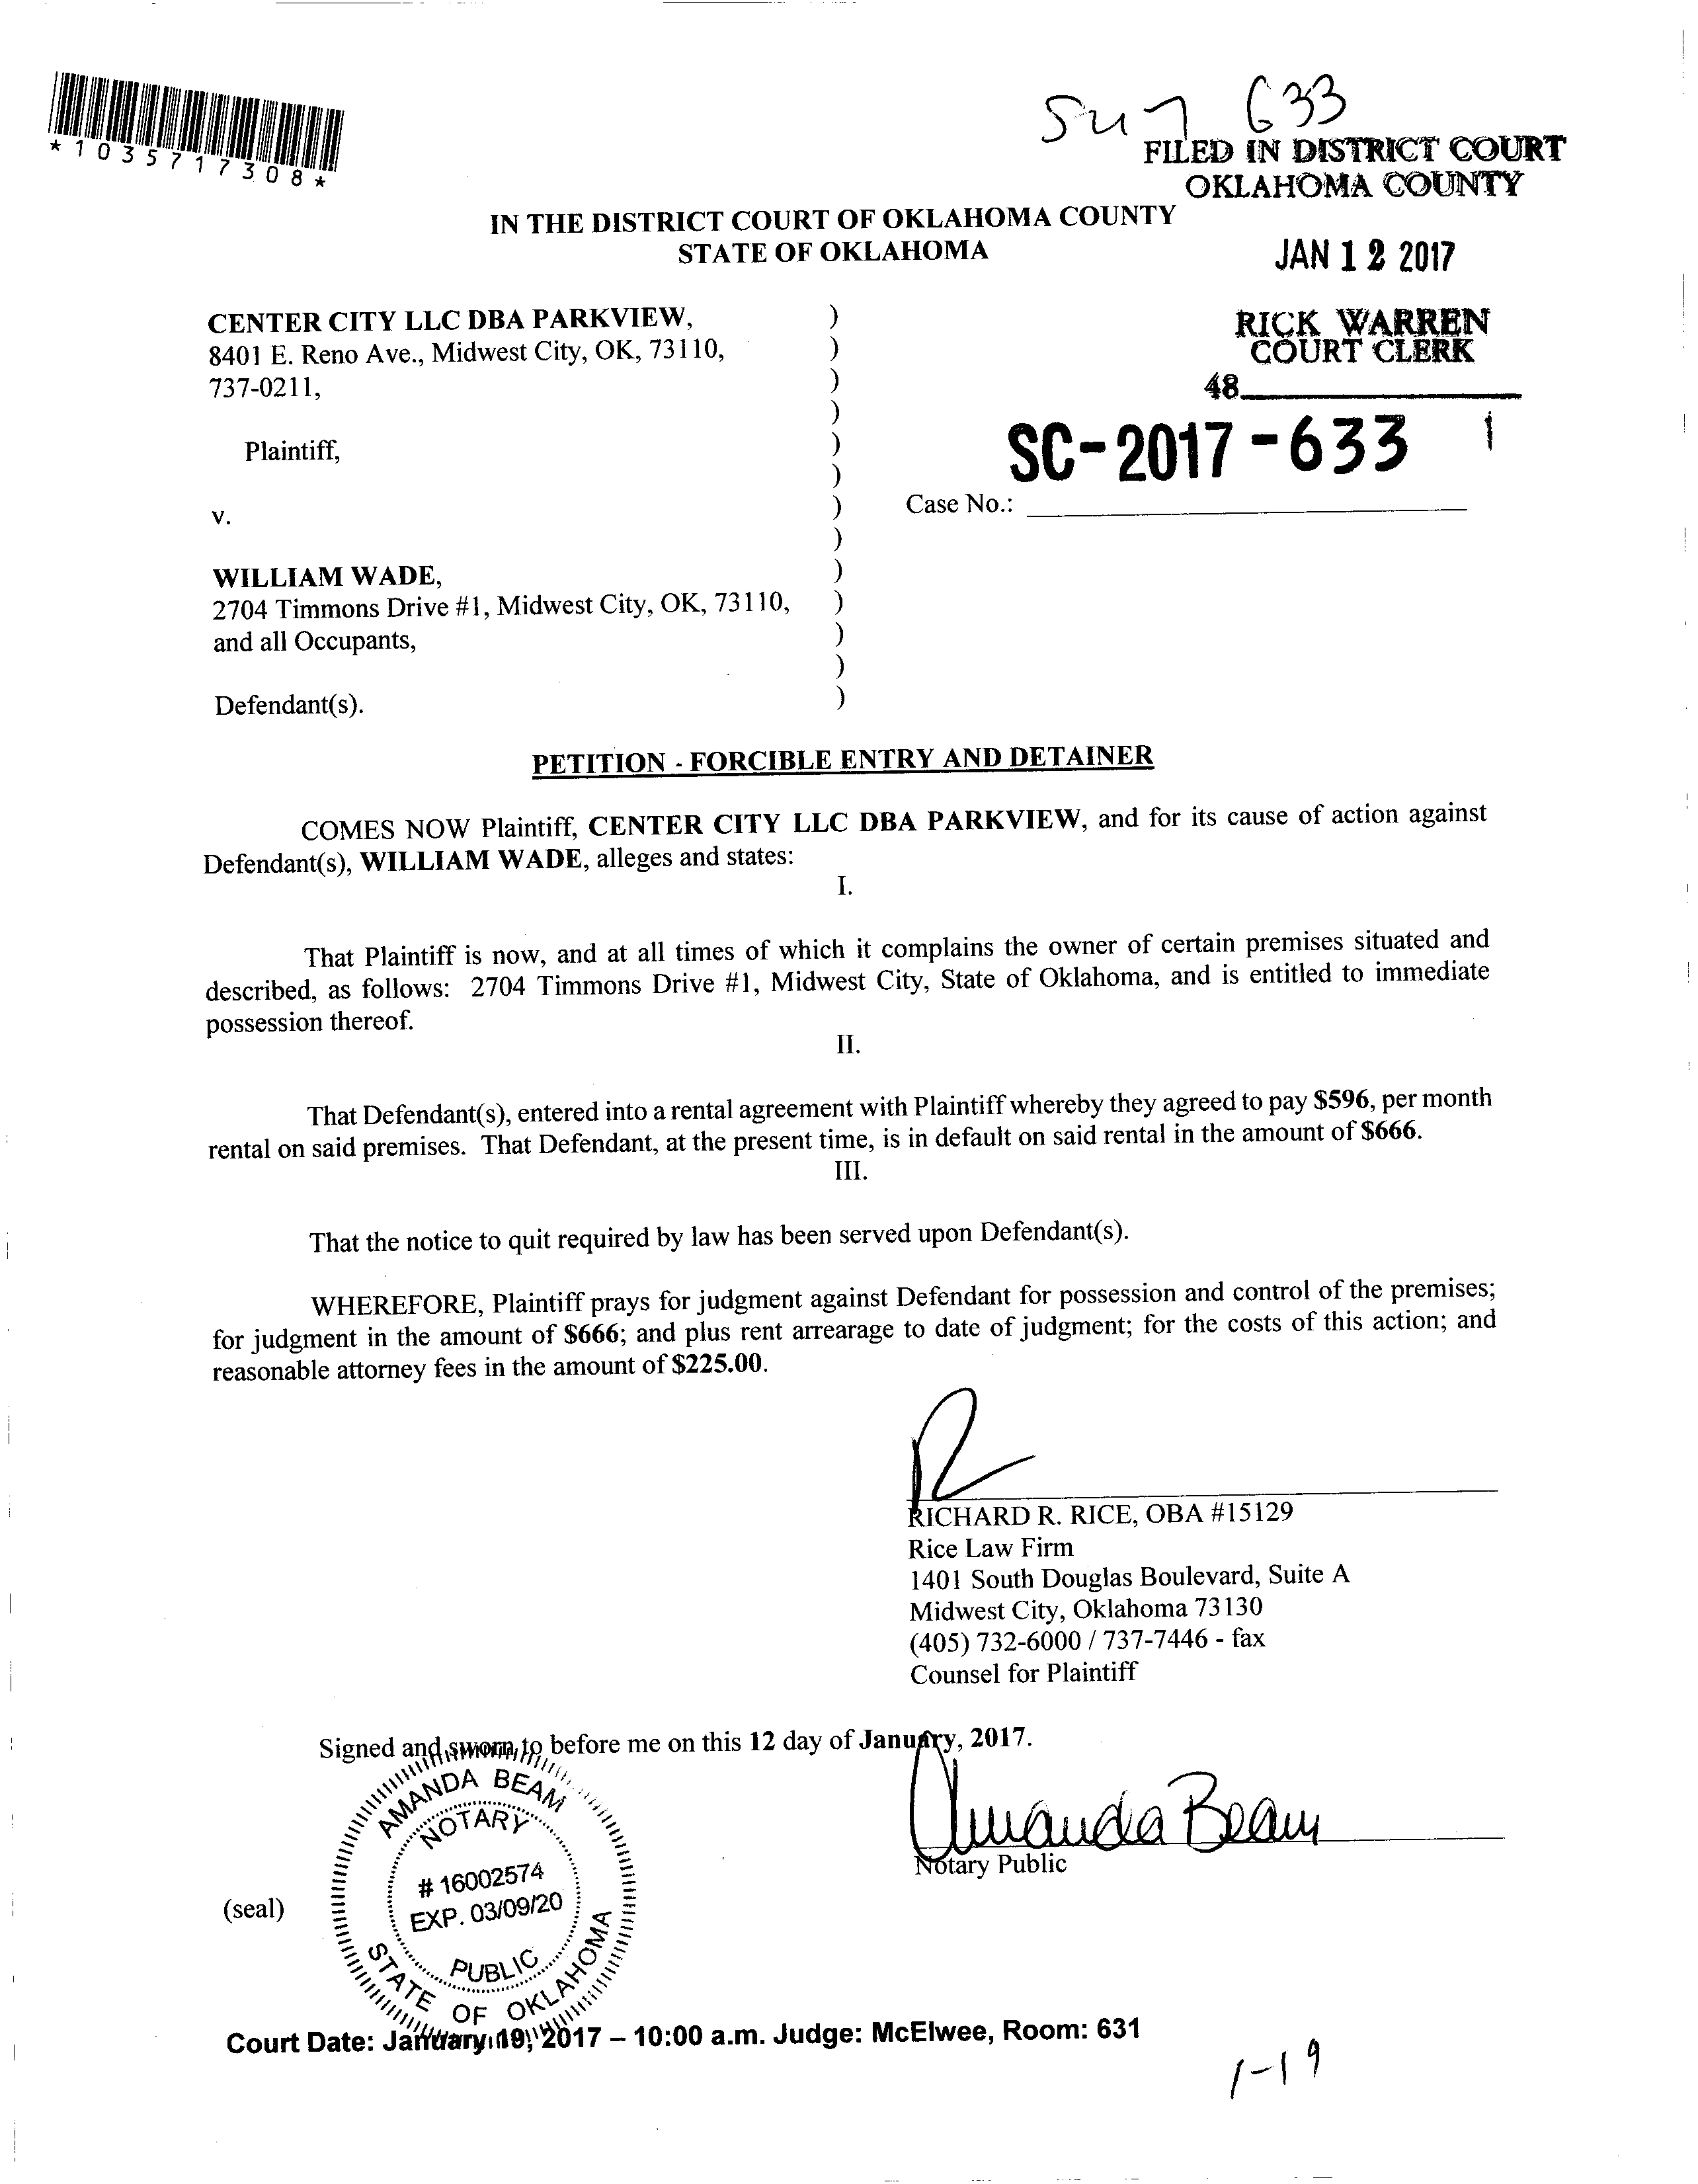 *1035717308*
633
FILED IN DISTRICT COURT
OKLAHOMA COUNTY
IN THE DISTRICT COURT OF OKLAHOMA COUNTY
STATE OF OKLAHOMA
JAN 12 2017
CENTER CITY LLC DBA PARKVIEW, )
8401 E. Reno Ave., Midwest City, OK, 73110, )
737-0211, )
)
Plaintiff, )
)
v. )
)
WILLIAM WADE, )
2704 Timmons Drive #1, Midwest City, OK, 73110, )
and all Occupants, )
)
Defendant(s). )
RICK WARREN
COURT CLERK
48
SC-2017-633
Case No.:
PETITION - FORCIBLE ENTRY AND DETAINER
COMES NOW Plaintiff, CENTER CITY LLC DBA PARKVIEW, and for its cause of action against
Defendant(s), WILLIAM WADE, alleges and states:
I.
That Plaintiff is now, and at all times of which it complains the owner of certain premises situated and
described, as follows: 2704 Timmons Drive #1, Midwest City, State of Oklahoma, and is entitled to immediate
possession thereof.
II.
That Defendant(s), entered into a rental agreement with Plaintiff whereby they agreed to pay $596, per month
rental on said premises. That Defendant, at the present time, is in default on said rental in the amount of $666.
III.
That the notice to quit required by law has been served upon Defendant(s).
WHEREFORE, Plaintiff prays for judgment against Defendant for possession and control of the premises;
for judgment in the amount of $666; and plus rent arrearage to date of judgment; for the costs of this action; and
reasonable attorney fees in the amount of $225.00.
RICHARD R. RICE, OBA #15129
Rice Law Firm
1401 South Douglas Boulevard, Suite A
Midwest City, Oklahoma 73130
(405) 732-6000 / 737-7446 - fax
Counsel for Plaintiff
Signed and sworn to before me on this 12 day of January, 2017.
Amanda Beam
Notary Public
(seal)
AMANDA BEAM
NOTARY
# 16002574
EXP. 03/09/20
PUBLIC
STATE OF OKLAHOMA
Court Date: January 19, 2017 – 10:00 a.m. Judge: McElwee, Room: 631
1-19